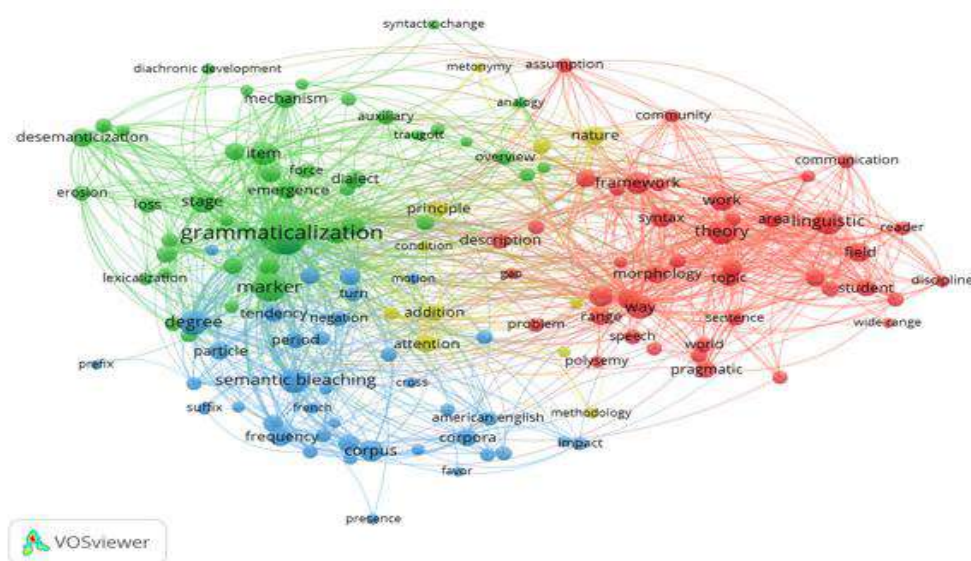 syntactic change
metonymy
assumption
diachronic development
mechanism
analogy
community
auxiliary
desemanticization
traugott
nature
item
overview
communication
force
dialect
emergence
framework
erosion
loss
stage
principle
syntax
work
area
linguistic
reader
grammaticalization
condition
description
theory
field
lexicalization
motion
gap
morphology
topic
student
discipline
marker
turn
degree
tendency
negation
addition
range
way
problem
sentence
wide range
period
attention
speech
world
particle
polysemy
pragmatic
prefix
semantic bleaching
cross
suffix
french
american english
methodology
frequency
corpus
corpora
impact
favor
presence
VOSviewer